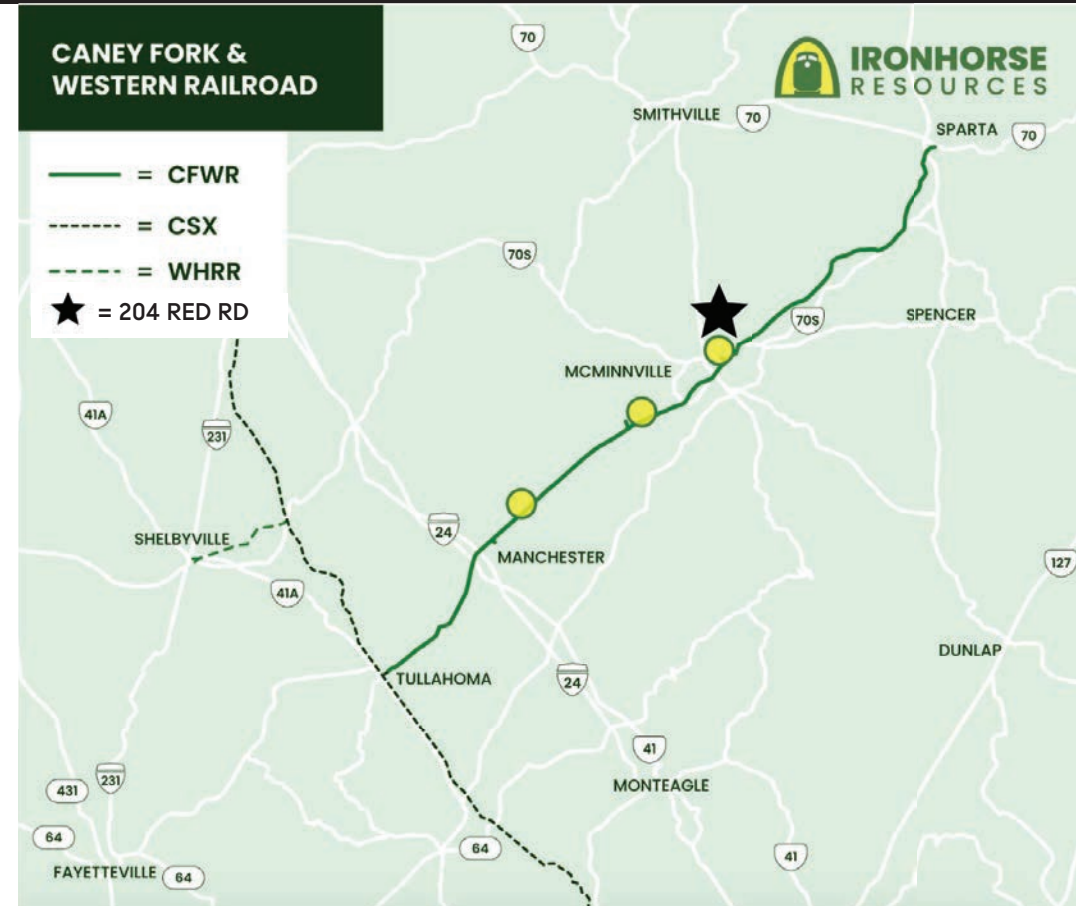 CANEY FORK &
WESTERN RAILROAD
IRONHORSE
RESOURCES
= CFWR
= CSX
= WHRR
= 204 RED RD
70
SMITHVILLE
70
SPARTA
70
70S
70S
SPENCER
MCMINNVILLE
41A
231
24
SHELBYVILLE
MANCHESTER
127
41A
DUNLAP
TULLAHOMA
24
41
MONTEAGLE
431
231
64
64
41
FAYETTEVILLE
64